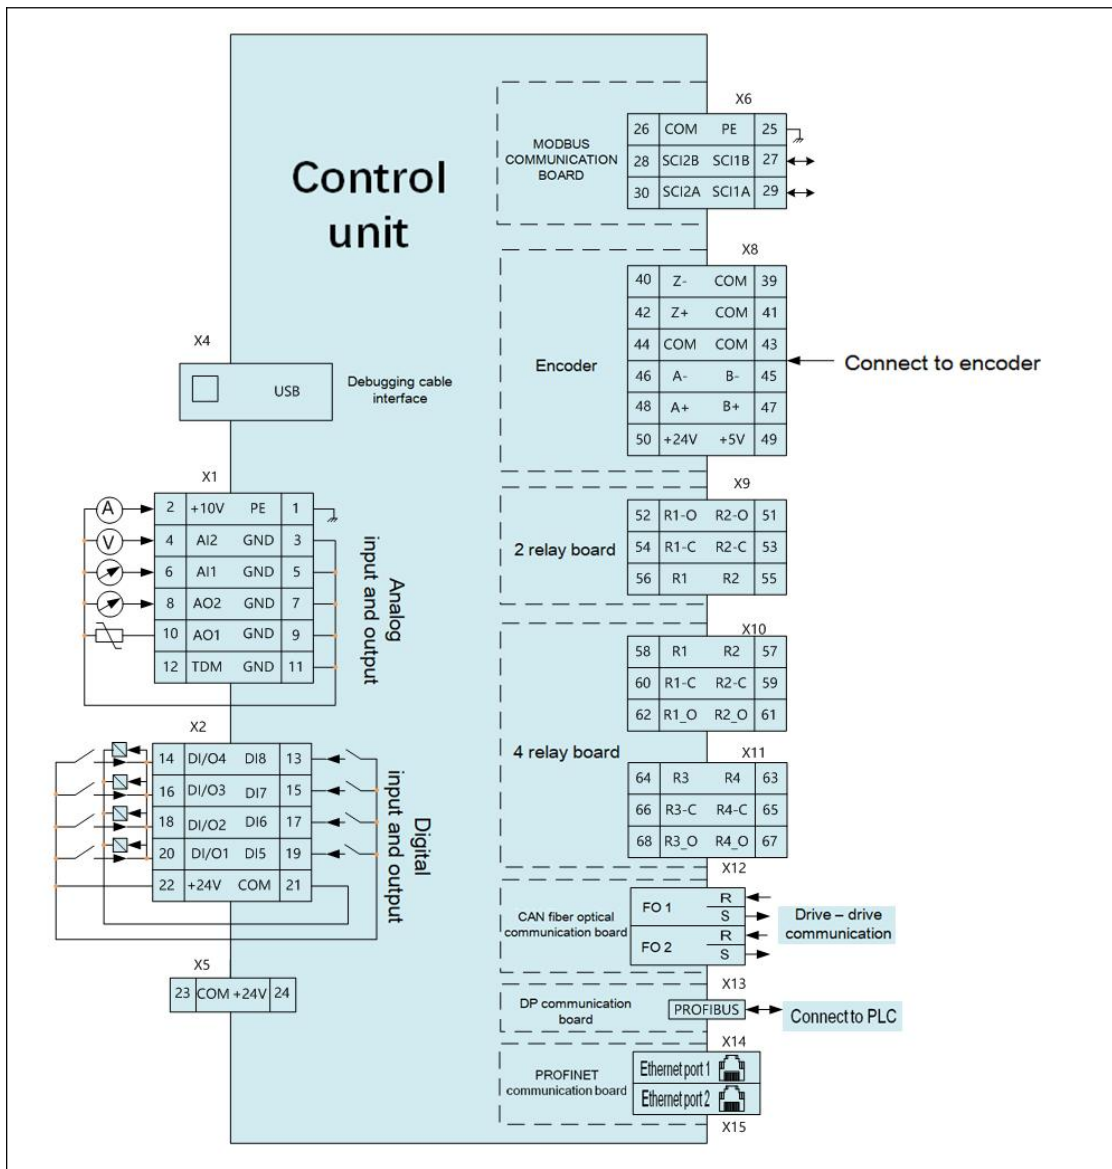 Control
unit
X4
USB
Debugging cable
interface
X1
A
2 +10V PE 1
V
4 AI2 GND 3
6 AI1 GND 5
8 AO2 GND 7
10 AO1 GND 9
12 TDM GND 11
Analog
input and output
X2
14 DI/O4 DI8 13
16 DI/O3 DI7 15
18 DI/O2 DI6 17
20 DI/O1 DI5 19
22 +24V COM 21
Digital
input and output
X5
23 COM +24V 24
X6
MODBUS
COMMUNICATION
BOARD
26 COM PE 25
28 SCI2B SCI1B 27
30 SCI2A SCI1A 29
X8
Encoder
40 Z- COM 39
42 Z+ COM 41
44 COM COM 43
46 A- B- 45
48 A+ B+ 47
50 +24V +5V 49
Connect to encoder
X9
2 relay board
52 R1-O R2-O 51
54 R1-C R2-C 53
56 R1 R2 55
X10
4 relay board
58 R1 R2 57
60 R1-C R2-C 59
62 R1_O R2_O 61
X11
64 R3 R4 63
66 R3-C R4-C 65
68 R3_O R4_O 67
X12
CAN fiber optical
communication board
FO 1 R
S
FO 2 R
S
Drive – drive
communication
X13
DP communication
board
PROFIBUS
Connect to PLC
X14
PROFINET
communication board
Ethernet port 1
Ethernet port 2
X15